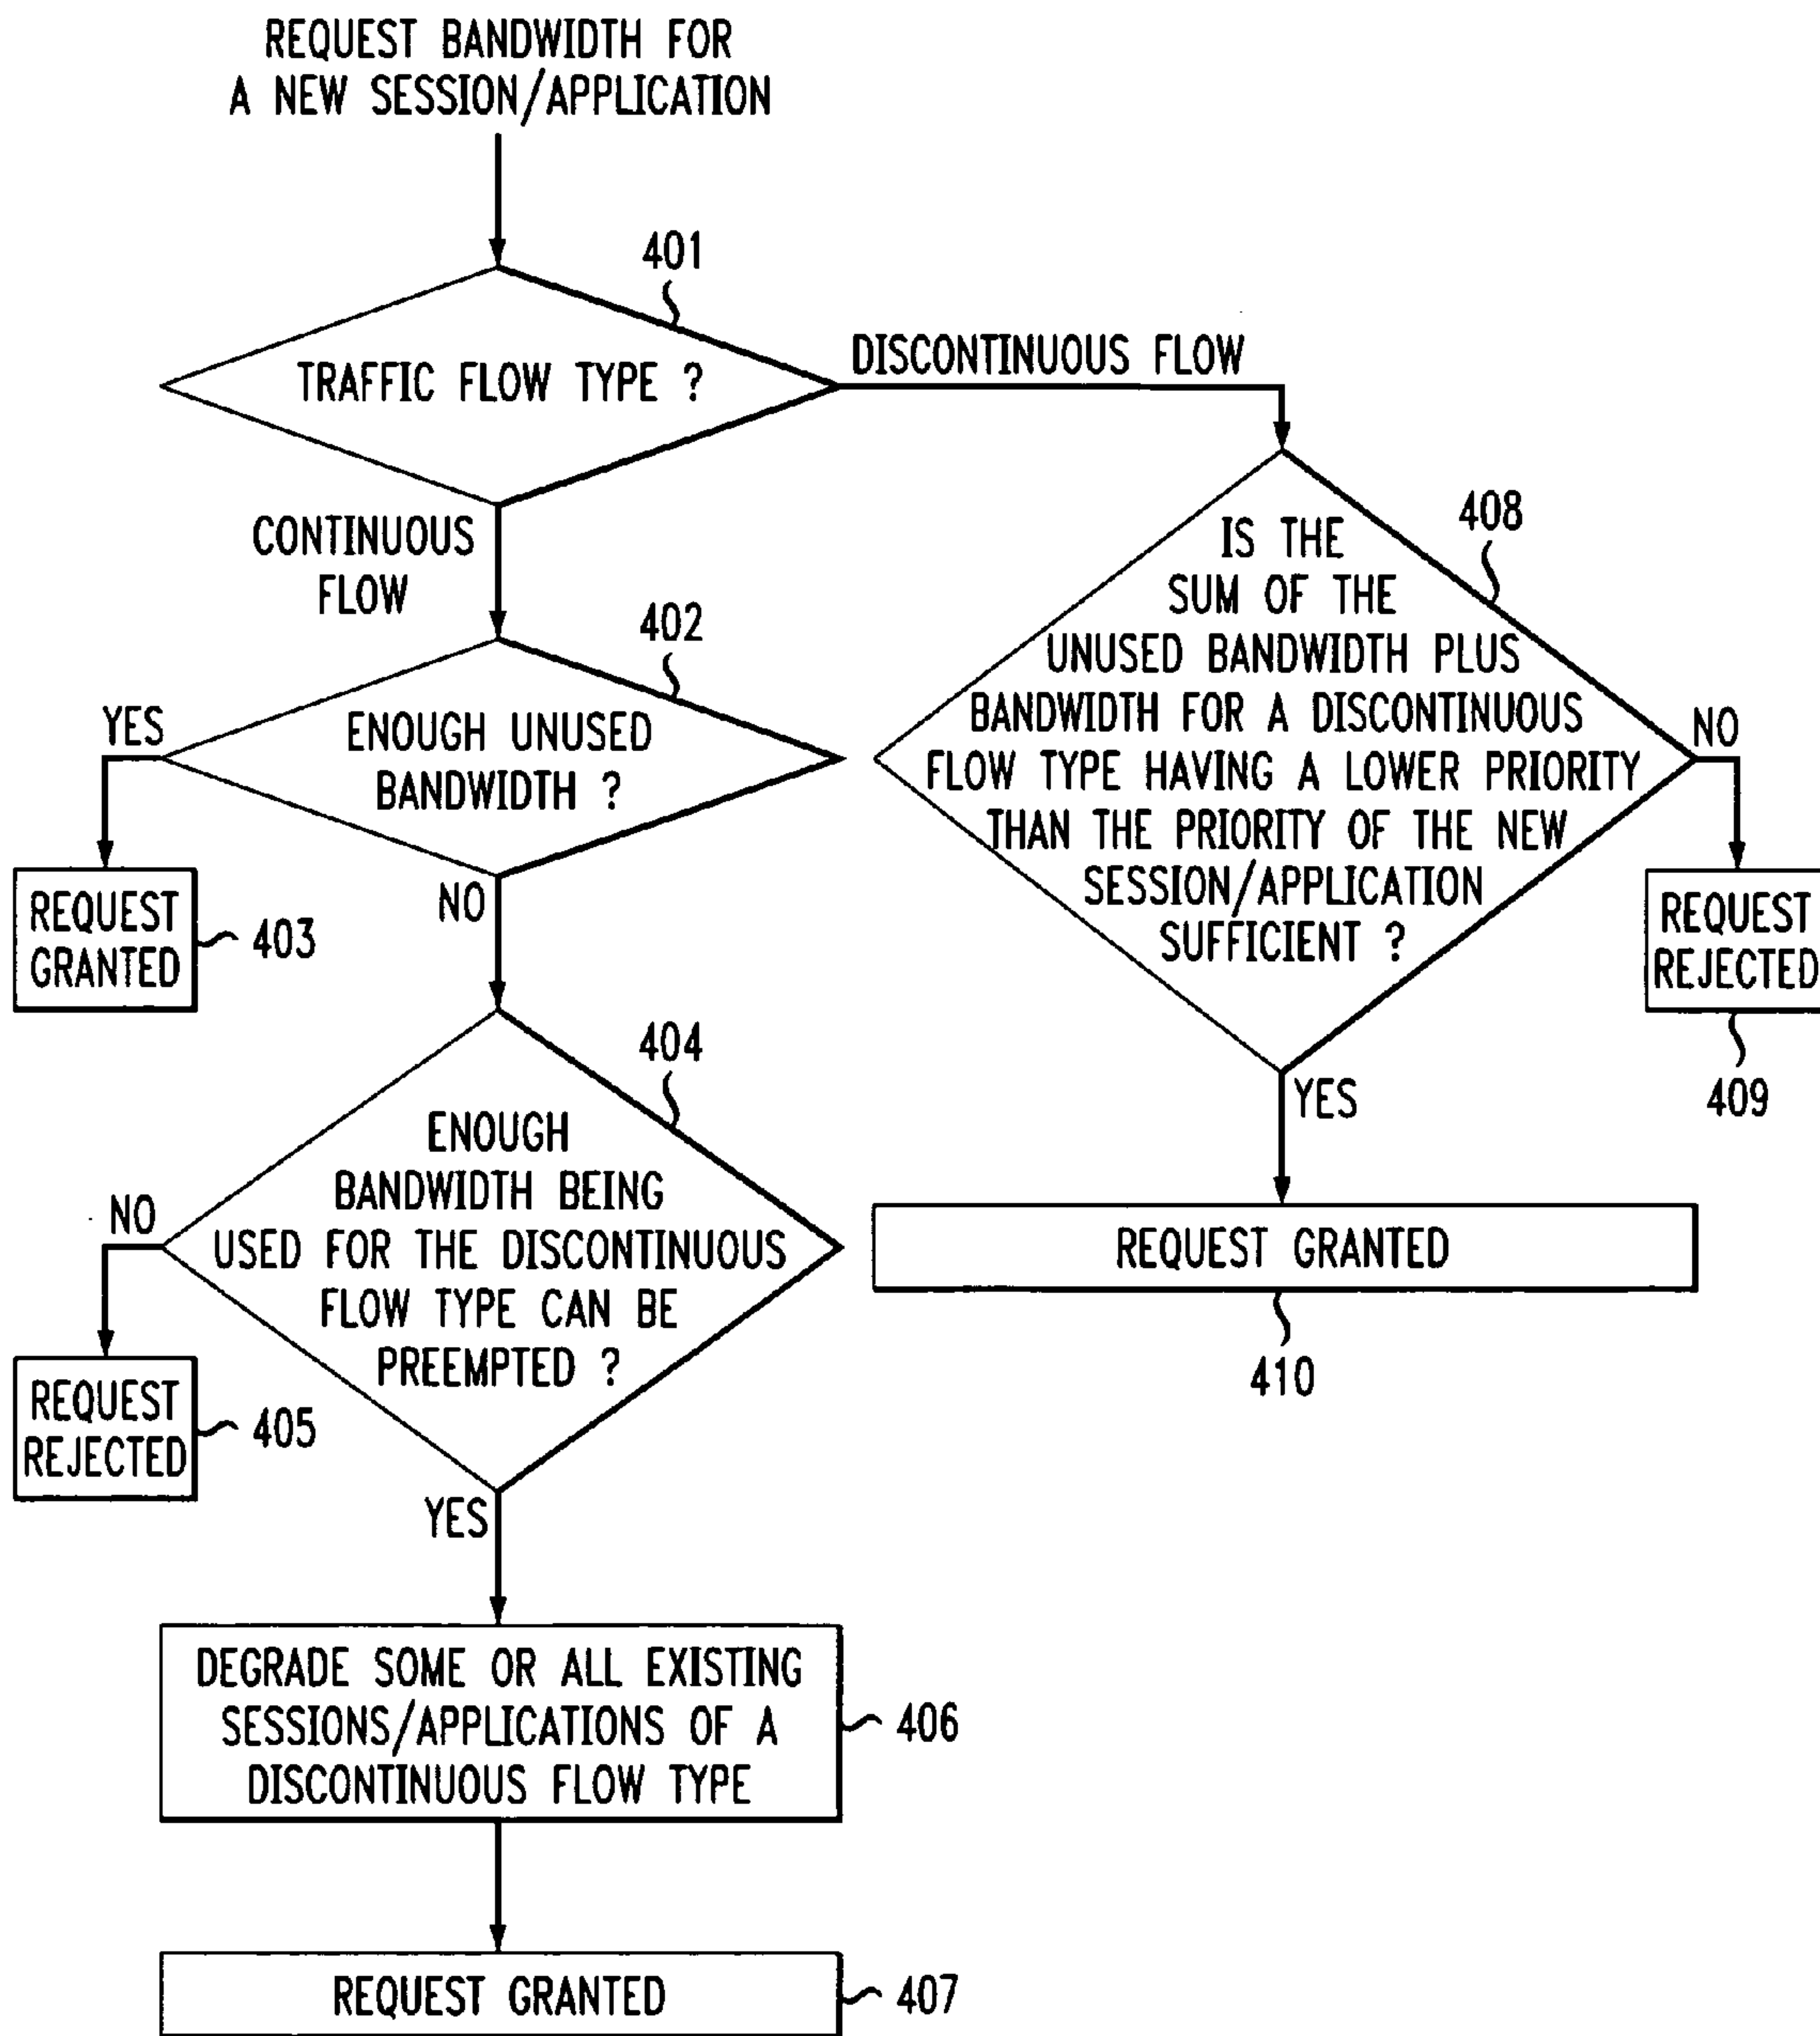 REQUEST BANDWIDTH FOR
A NEW SESSION/APPLICATION
401
TRAFFIC FLOW TYPE ?
DISCONTINUOUS FLOW
CONTINUOUS
FLOW
402
ENOUGH UNUSED
BANDWIDTH ?
YES
REQUEST
GRANTED
403
NO
404
ENOUGH
BANDWIDTH BEING
USED FOR THE DISCONTINUOUS
FLOW TYPE CAN BE
PREEMPTED ?
NO
REQUEST
REJECTED
405
YES
DEGRADE SOME OR ALL EXISTING
SESSIONS/APPLICATIONS OF A
DISCONTINUOUS FLOW TYPE
406
REQUEST GRANTED
407
408
IS THE
SUM OF THE
UNUSED BANDWIDTH PLUS
BANDWIDTH FOR A DISCONTINUOUS
FLOW TYPE HAVING A LOWER PRIORITY
THAN THE PRIORITY OF THE NEW
SESSION/APPLICATION
SUFFICIENT ?
NO
REQUEST
REJECTED
409
YES
REQUEST GRANTED
410